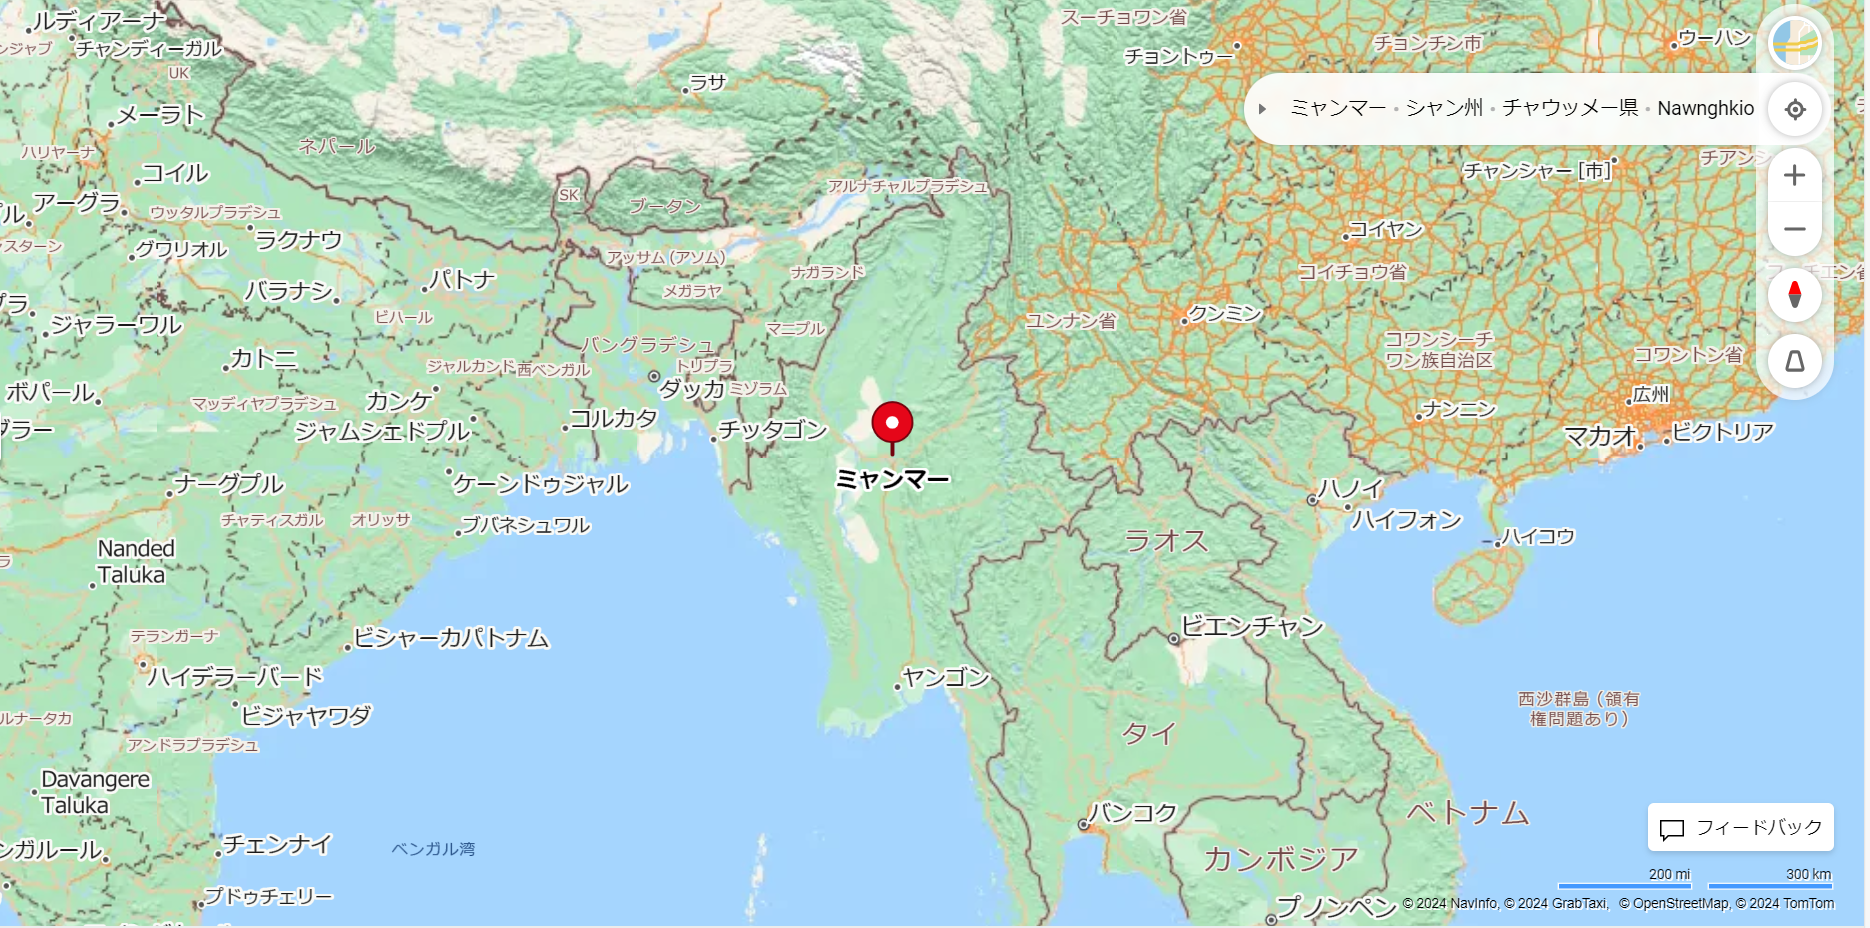 ルディアーナ
スーチョワン省
チョンチン市
ウーハン
チャンディーガル
チョントゥー
UK
ラサ
メーラト
ミャンマー • シャン州 • チャウッメー県 • Nawnghkio
ネパール
ハリヤーナ
チャンシャー [市]
コイル
SK
ブータン
アルナチャルプラデシュ
アーグラ
ウッタルプラデシュ
ラクナウ
コイヤン
グワリオル
アッサム (アソム)
ナガランド
コイチョウ省
パトナ
メガラヤ
バラナシ
ビハール
マニプル
ユンナン省
クンミン
ジャラーワル
バングラデシュ
コワンシーチ
ワン族自治区
コワントン省
カトニ
ジャルカンド
西ベンガル
トリプラ
ダッカ
ミゾラム
ボパール
マッディヤプラデシュ
カンケ
広州
ナンニン
コルカタ
チッタゴン
ジャムシェドプル
マカオ
ビクトリア
ミャンマー
ナーグプル
ケーンドゥジャル
ハノイ
チャティスガル
オリッサ
ブバネシュワル
ハイフォン
ハイコウ
ラオス
Nanded
Taluka
テランガーナ
ビシャーカパトナム
ビエンチャン
ハイデラーバード
ヤンゴン
西沙群島 (領有
権問題あり)
ビジャヤワダ
アンドラプラデシュ
タイ
Davangere
Taluka
バンコク
ベトナム
フィードバック
チェンナイ
ベンガル湾
カンボジア
200 mi
300 km
プドゥチェリー
プノンペン
© 2024 NavInfo, © 2024 GrabTaxi, © OpenStreetMap, © 2024 TomTom